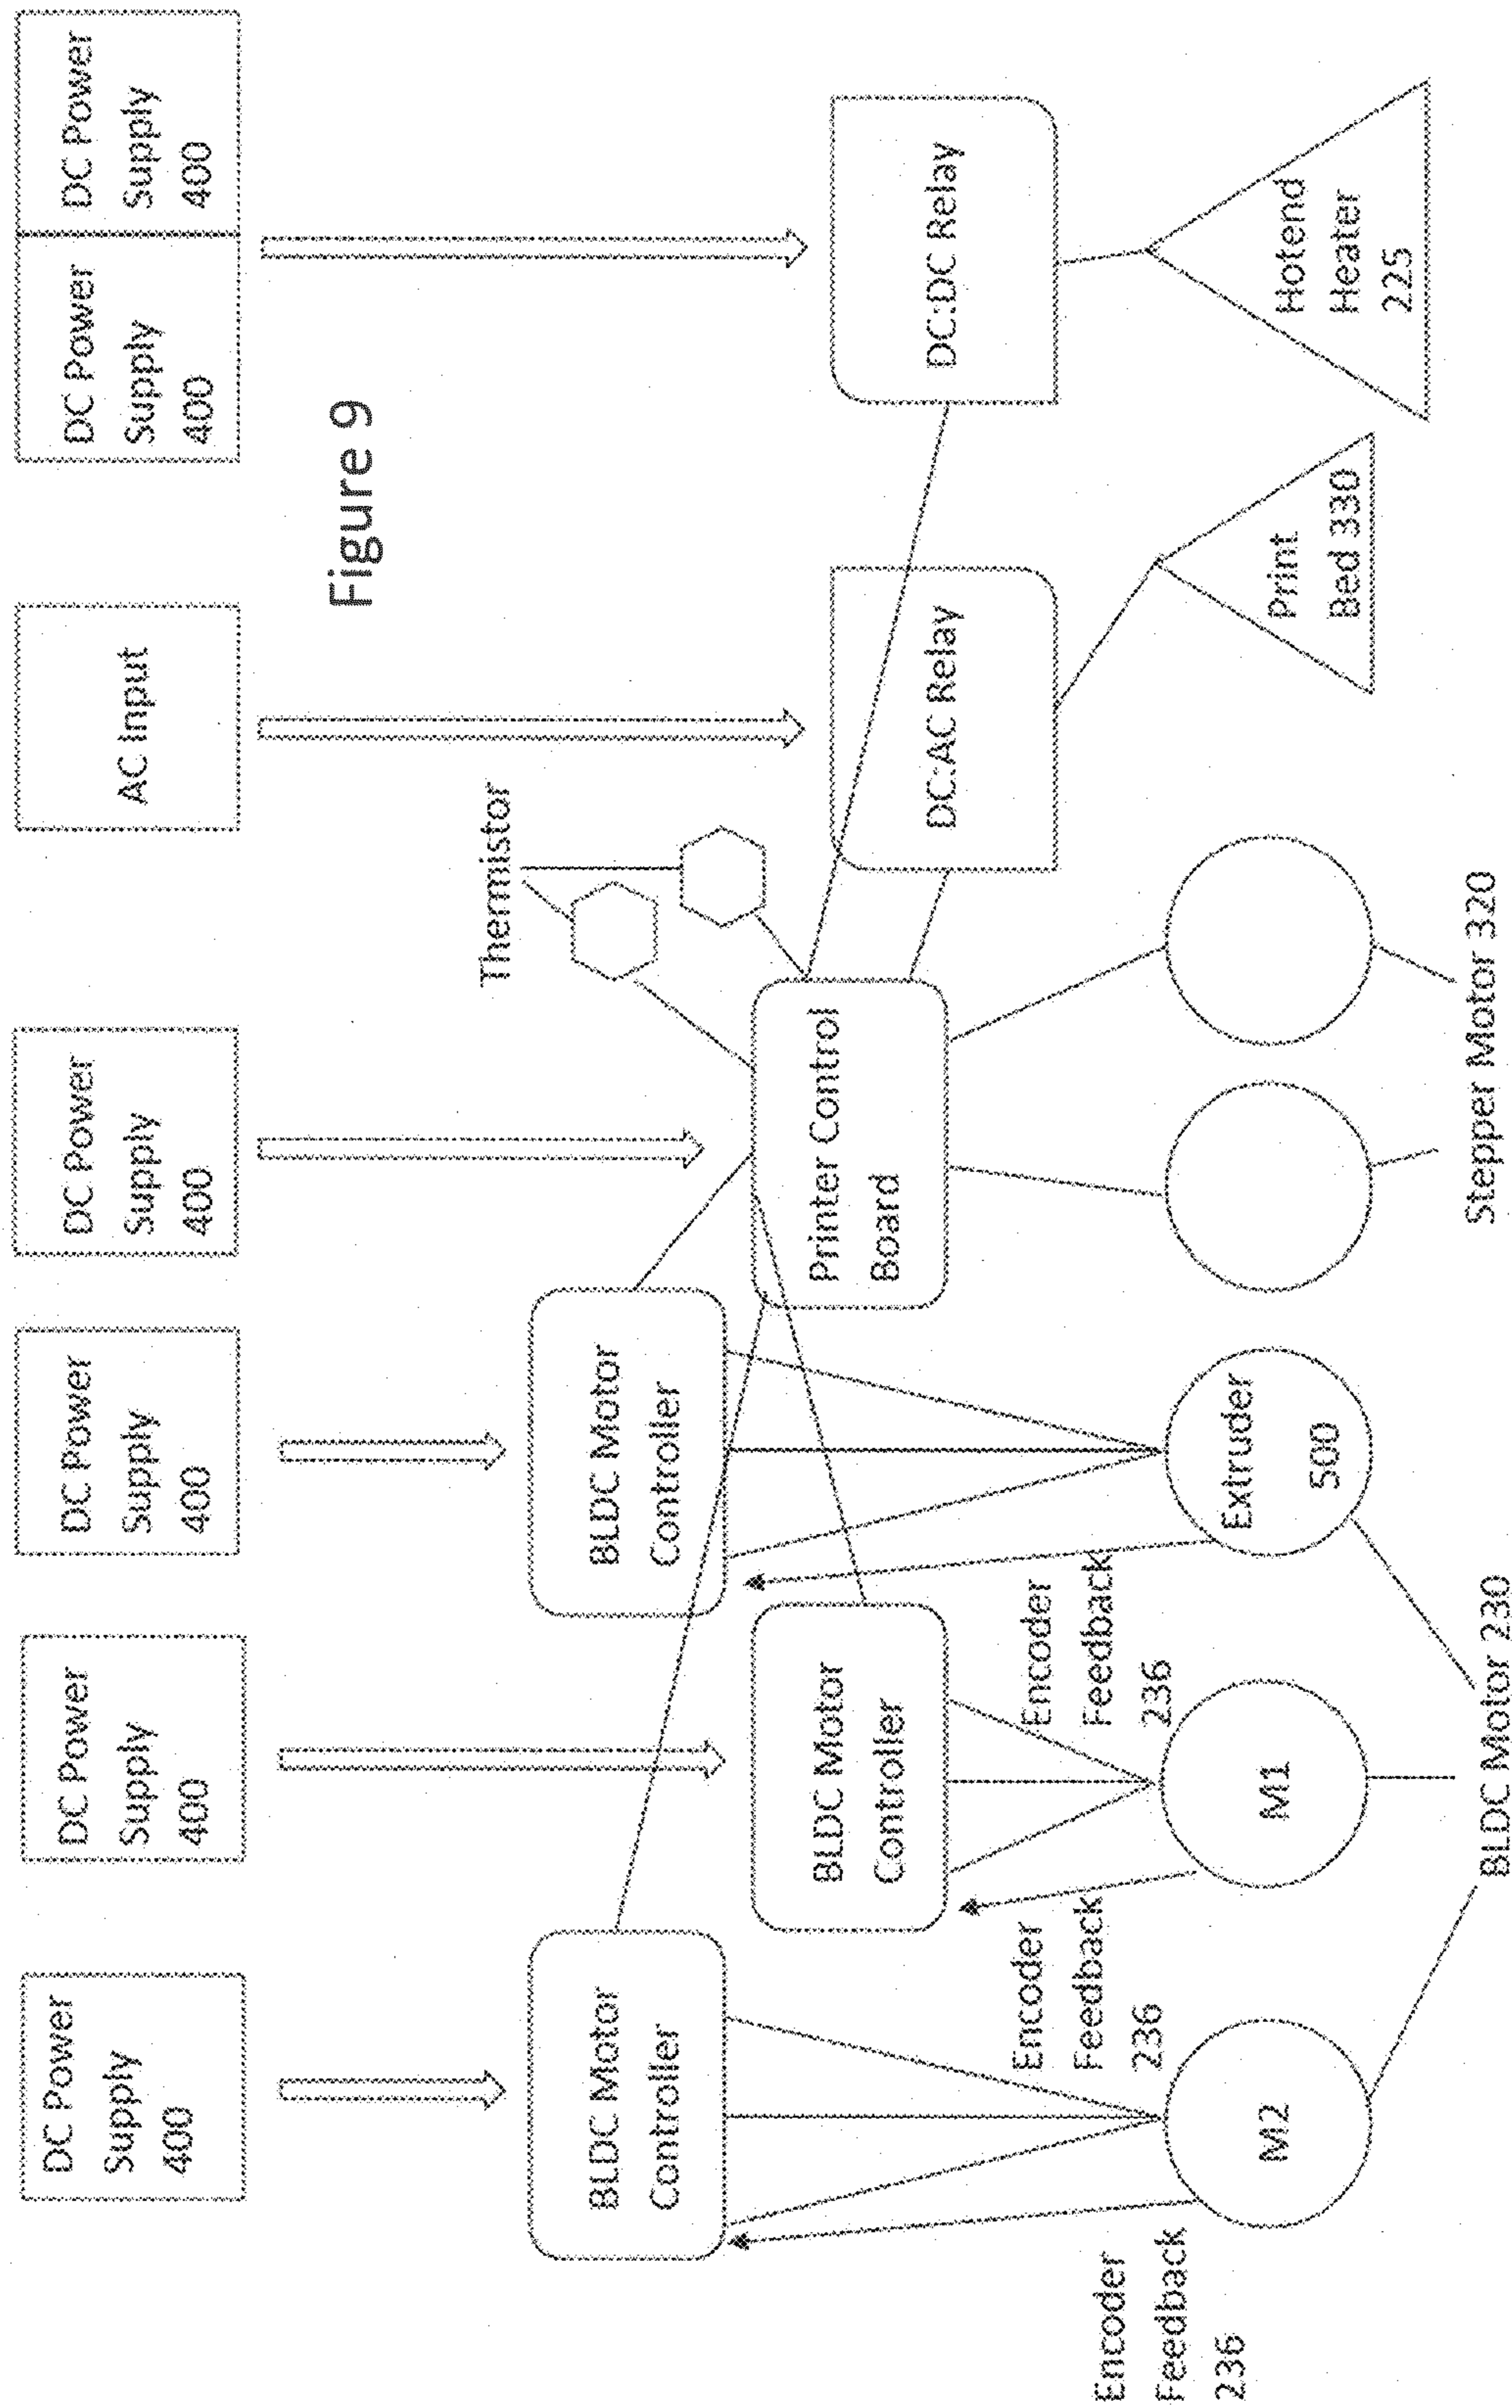 DC Power
Supply
400
DC Power
Supply
400
DC Power
Supply
400
DC Power
Supply
400
AC Input
DC Power
Supply
400
DC Power
Supply
400
Figure 9
Thermistor
BLDC Motor
Controller
BLDC Motor
Controller
BLDC Motor
Controller
Printer Control
Board
DC:AC Relay
DC:DC Relay
Encoder
Feedback
236
Encoder
Feedback
236
Encoder
Feedback
236
M2
M1
Extruder
500
Print
Bed 330
Hotend
Heater
225
BLDC Motor 230
Stepper Motor 320